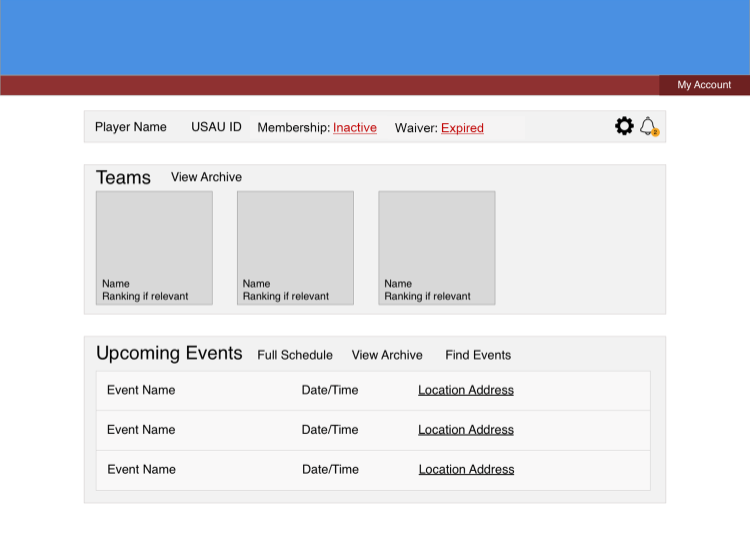 My Account
Player Name USAU ID Membership: Inactive Waiver: Expired
Teams View Archive
Name
Ranking if relevant
Name
Ranking if relevant
Name
Ranking if relevant
Upcoming Events Full Schedule View Archive Find Events
Event Name Date/Time Location Address
Event Name Date/Time Location Address
Event Name Date/Time Location Address